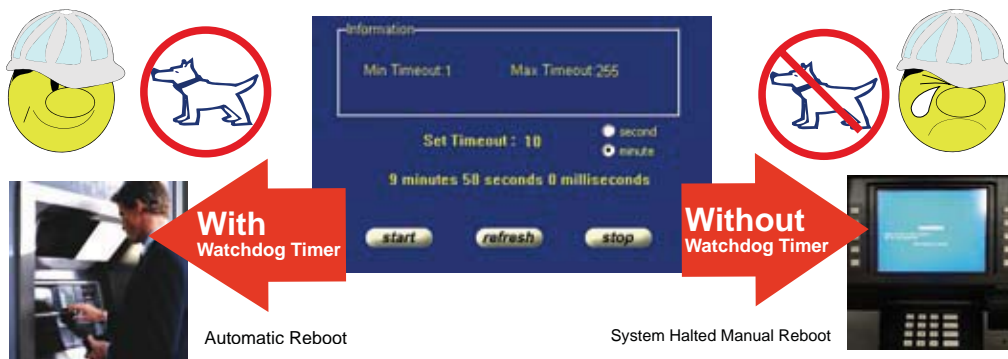 Information
Min Timeout:1 Max Timeout:255
Set Timeout : 10
second
minute
9 minutes 58 seconds 0 milliseconds
start refresh stop
With
Watchdog Timer
Without
Watchdog Timer
Automatic Reboot
System Halted Manual Reboot